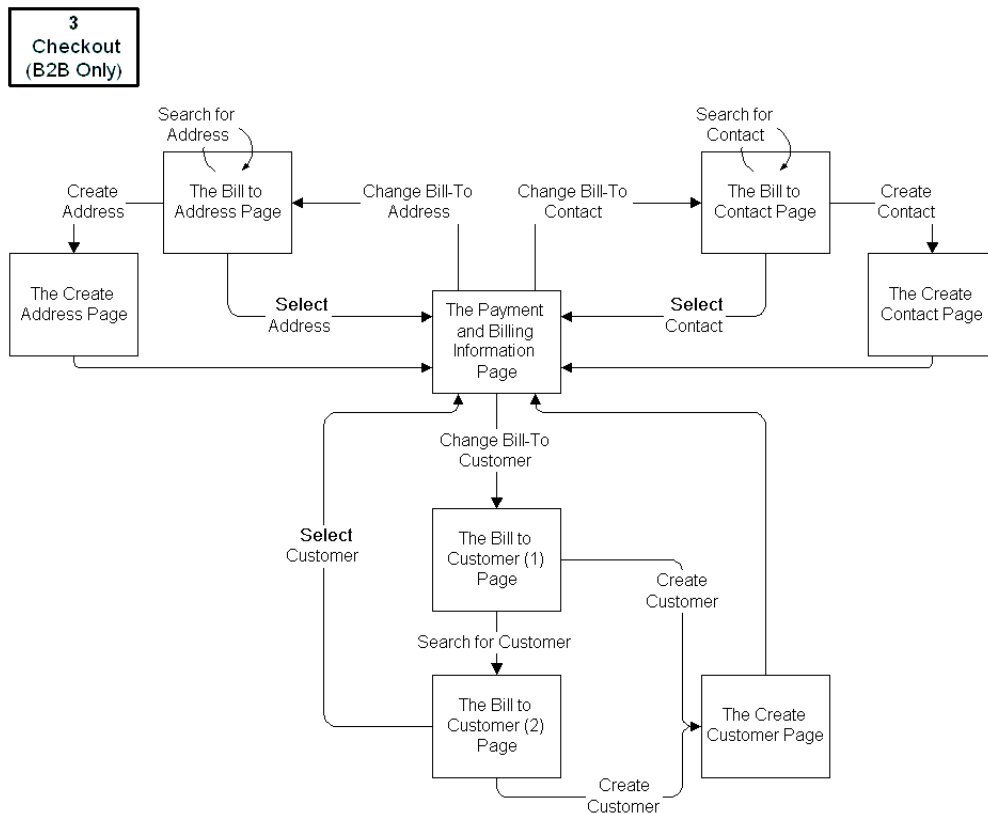 3
Checkout
(B2B Only)
Search for
Address
Search for
Contact
Create
Address
The Bill to
Address Page
Change Bill-To
Address
Change Bill-To
Contact
The Bill to
Contact Page
Create
Contact
The Create
Address Page
Select
Address
The Payment
and Billing
Information
Page
Select
Contact
The Create
Contact Page
Change Bill-To
Customer
Select
Customer
The Bill to
Customer (1)
Page
Create
Customer
Search for Customer
The Bill to
Customer (2)
Page
The Create
Customer Page
Create
Customer